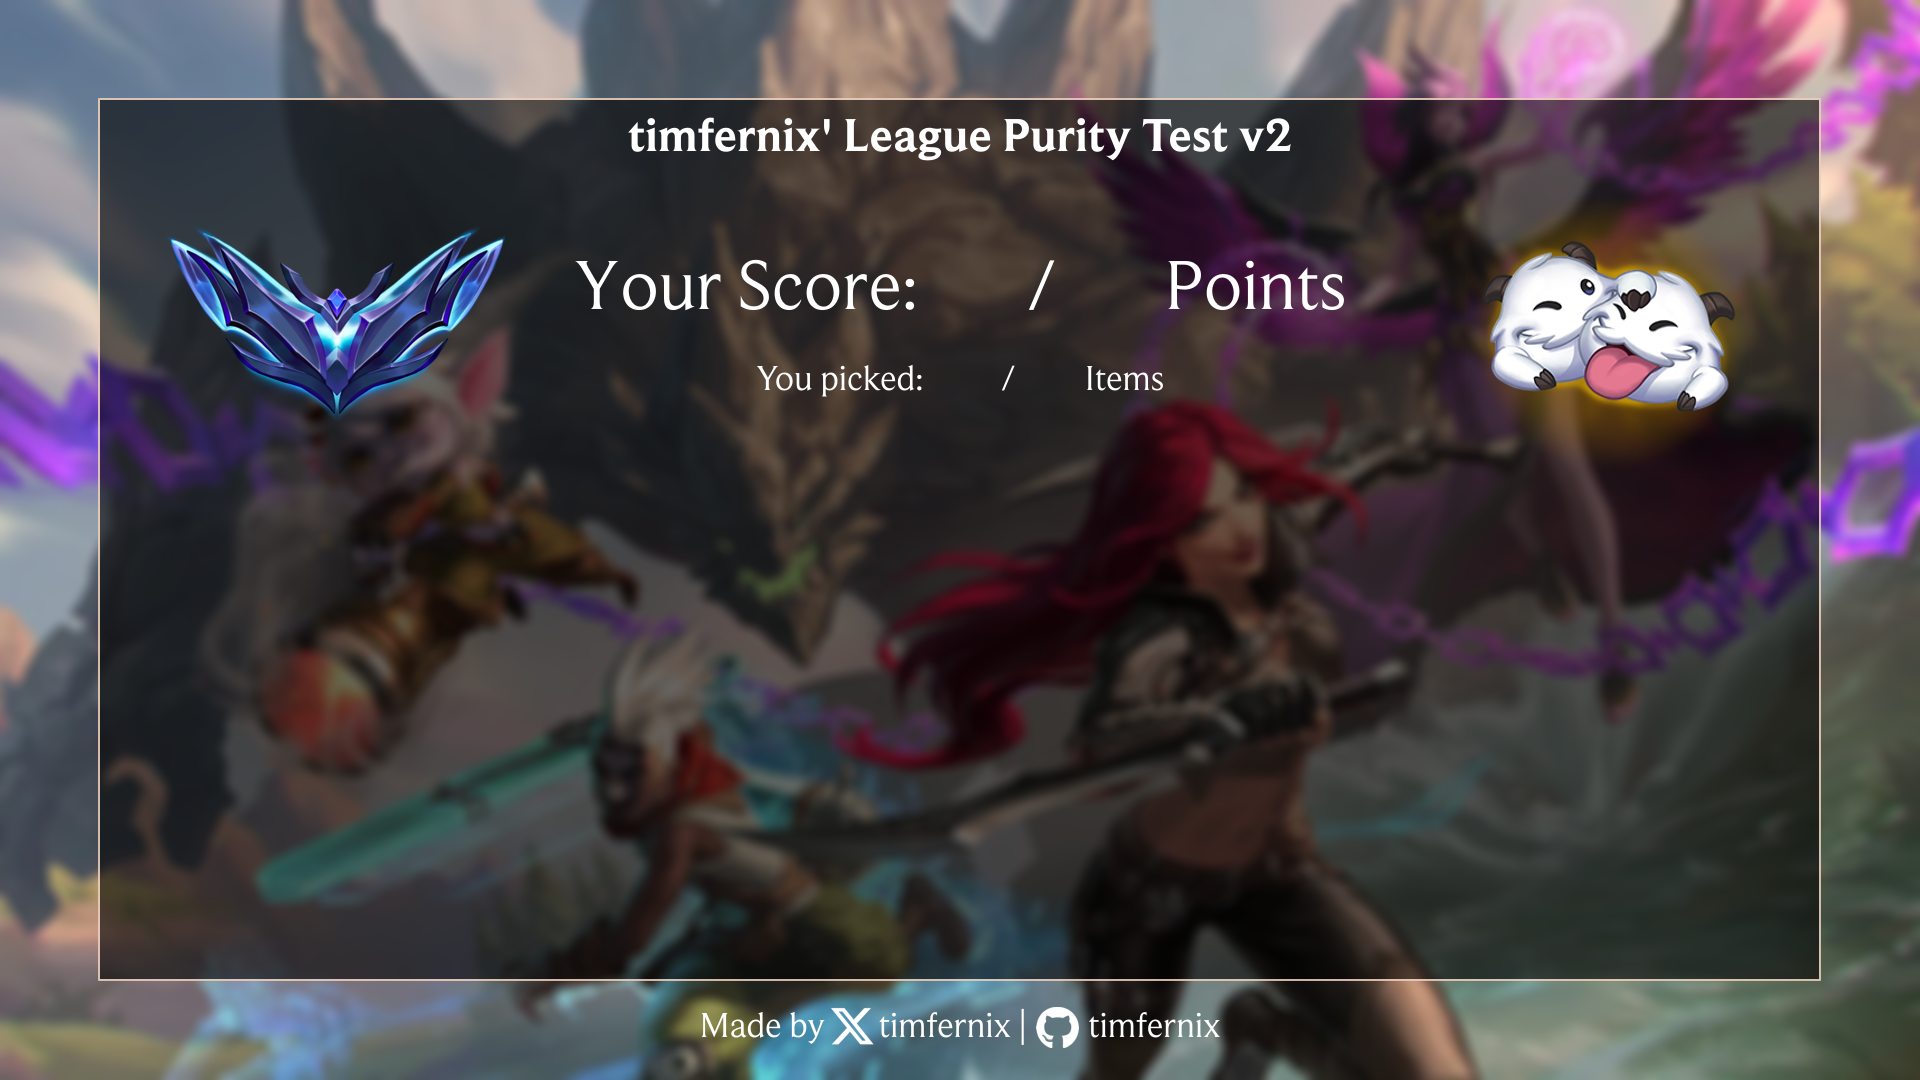 timfernix' League Purity Test v2
Your Score: / Points
You picked: / Items
Made by timfernix | timfernix